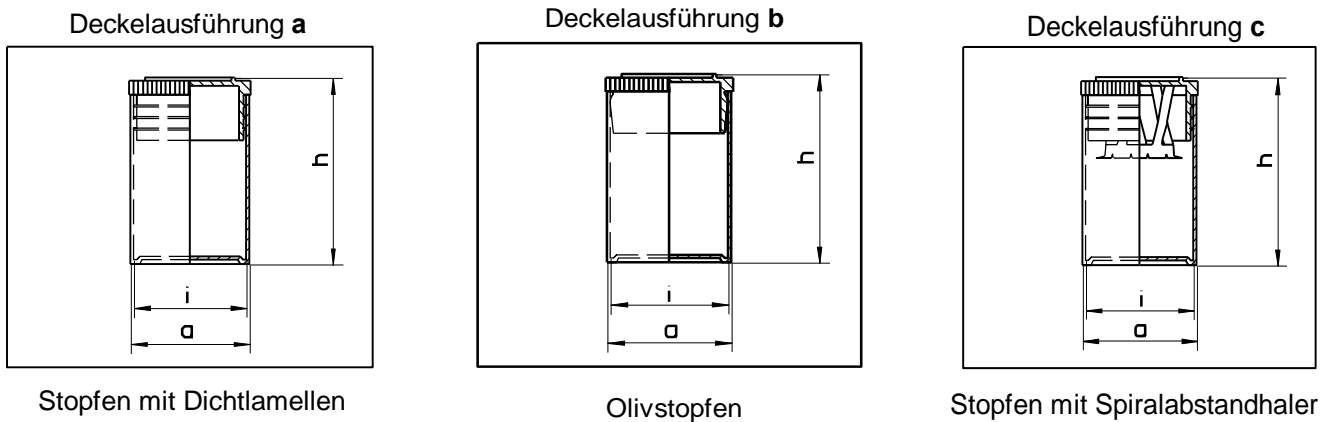 Deckelausführung a
Deckelausführung b
Deckelausführung c
h
i
a
h
i
a
h
i
a
Stopfen mit Dichtlamellen
Olivstopfen
Stopfen mit Spiralabstandhaler